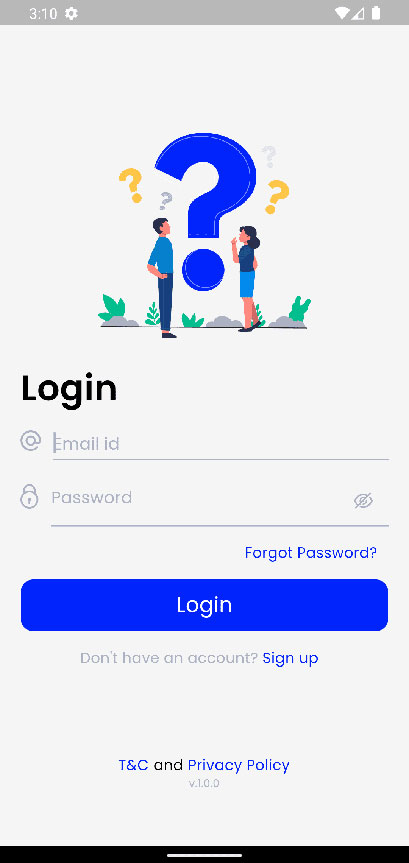 3:10
Login
Email id
Password
Forgot Password?
Login
Don't have an account? Sign up
T&C and Privacy Policy
v.1.0.0